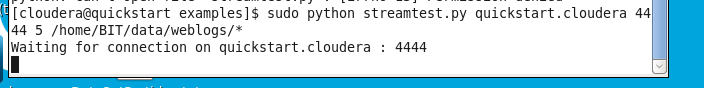 [cloudera@quickstart examples]$ sudo python streamtest.py quickstart.cloudera 44
44 5 /home/BIT/data/weblogs/*
Waiting for connection on quickstart.cloudera : 4444